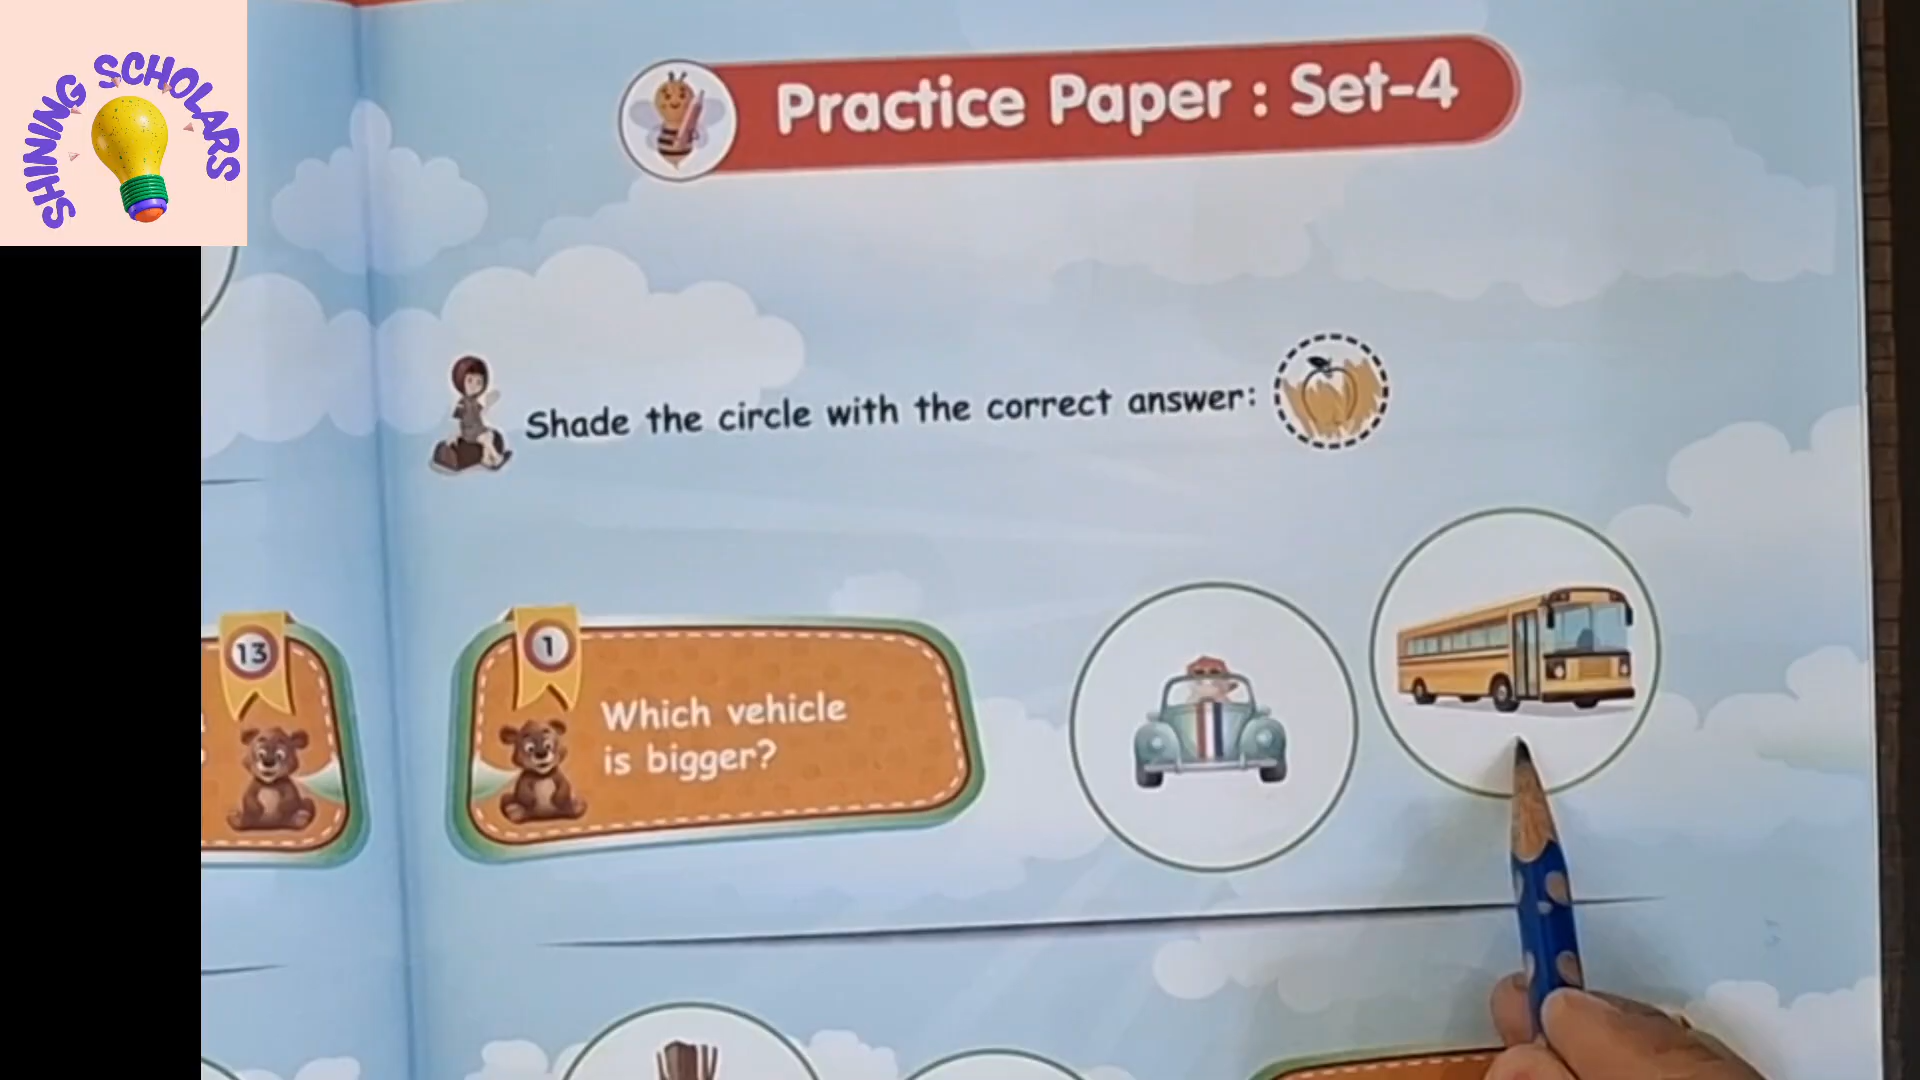 SHINING SCHOLARS
Practice Paper : Set-4
Shade the circle with the correct answer:
13
1
Which vehicle
is bigger?